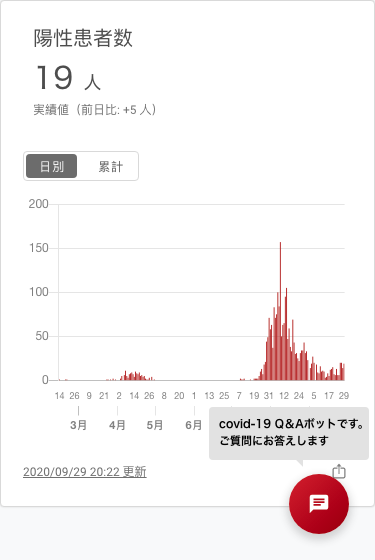 陽性患者数
19 人
実績値（前日比: +5 人）
日別 累計
200
150
100
50
0
14 26 9 21 2 14 26 8 20 1 13 25 7 19 31 12 24 5 17 29
3月 4月 5月 6月
covid-19 Q&Aボットです。
ご質問にお答えします
2020/09/29 20:22 更新